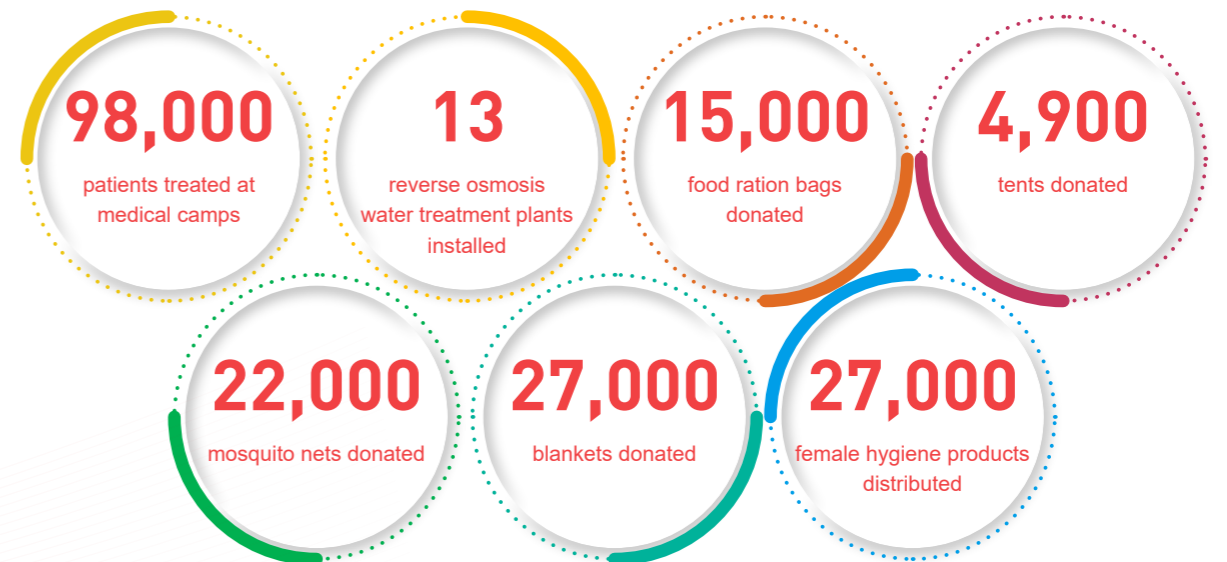 98,000
patients treated at
medical camps
13
reverse osmosis
water treatment plants
installed
15,000
food ration bags
donated
4,900
tents donated
22,000
mosquito nets donated
27,000
blankets donated
27,000
female hygiene products
distributed